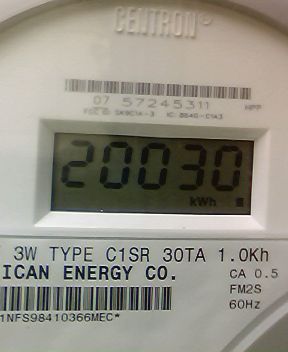 CENTRON®
07 57245311
20030
kWh
3W TYPE C1SR 30TA 1.0Kh
ICAN ENERGY CO.
CA 0.5
FM2S
60Hz
1NFS98410366MEC*